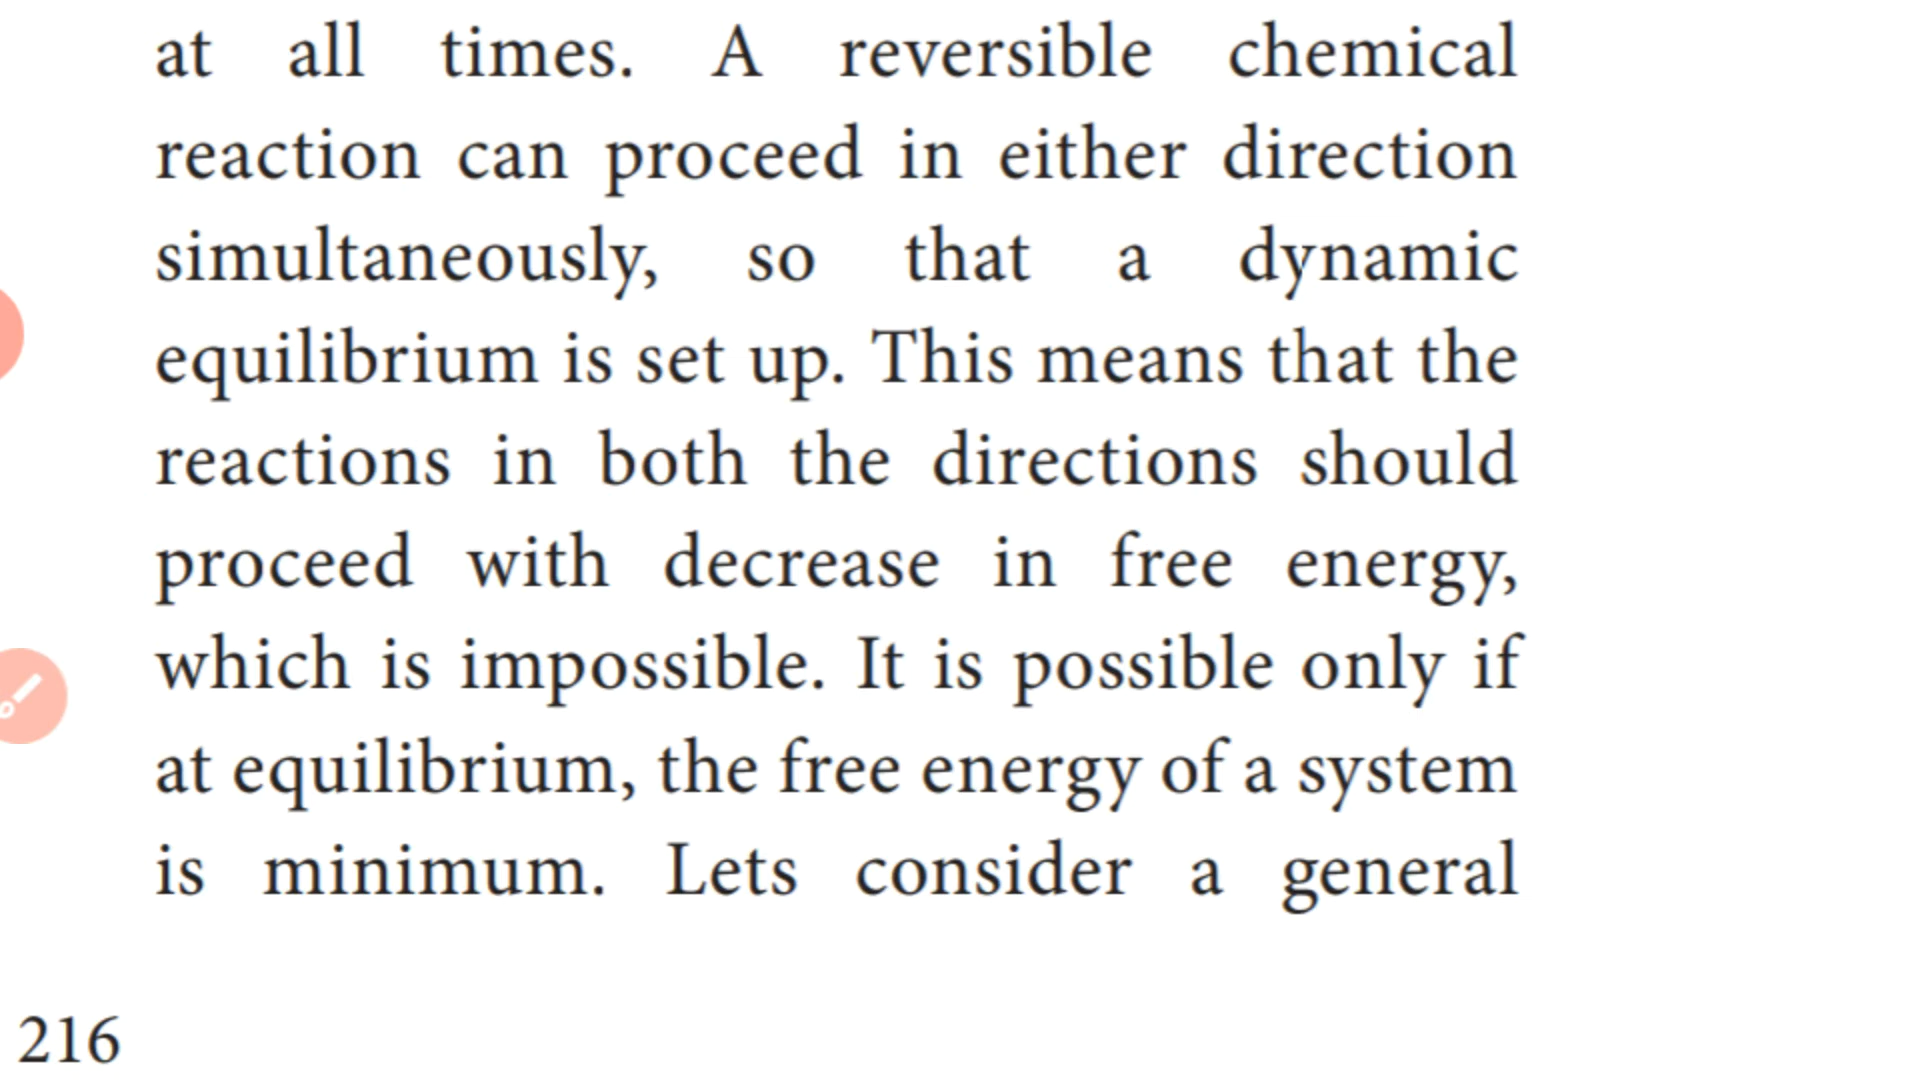 at all times. A reversible chemical
reaction can proceed in either direction
simultaneously, so that a dynamic
equilibrium is set up. This means that the
reactions in both the directions should
proceed with decrease in free energy,
which is impossible. It is possible only if
at equilibrium, the free energy of a system
is minimum. Lets consider a general
216